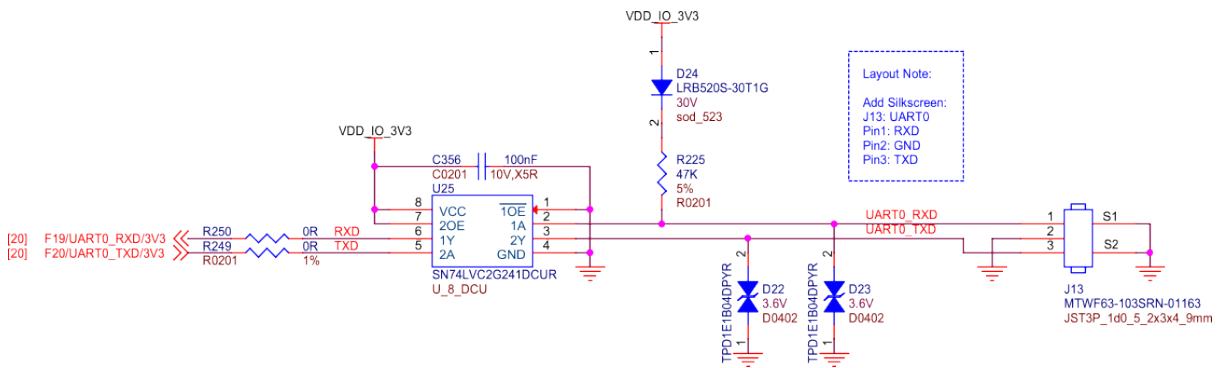 VDD_IO_3V3
1
D24
LRB520S-30T1G
30V
sod_523
2
R225
47K
5%
R0201
Layout Note:
Add Silkscreen:
J13: UART0
Pin1: RXD
Pin2: GND
Pin3: TXD
VDD_IO_3V3
C356 100nF
C0201 10V,X5R
U25
8 VCC 1OE 1
7 2OE 1A 2
6 1Y 2Y 3
5 2A GND 4
SN74LVC2G241DCUR
U_8_DCU
[20] F19/UART0_RXD/3V3 R250 0R RXD
[20] F20/UART0_TXD/3V3 R249 0R TXD
R0201 1%
UART0_RXD
UART0_TXD
1 S1
2
3 S2
J13
MTWF63-103SRN-01163
JST3P_1d0_5_2x3x4_9mm
2
D22
3.6V
D0402
1
TPD1E1B04DPYR
2
D23
3.6V
D0402
1
TPD1E1B04DPYR